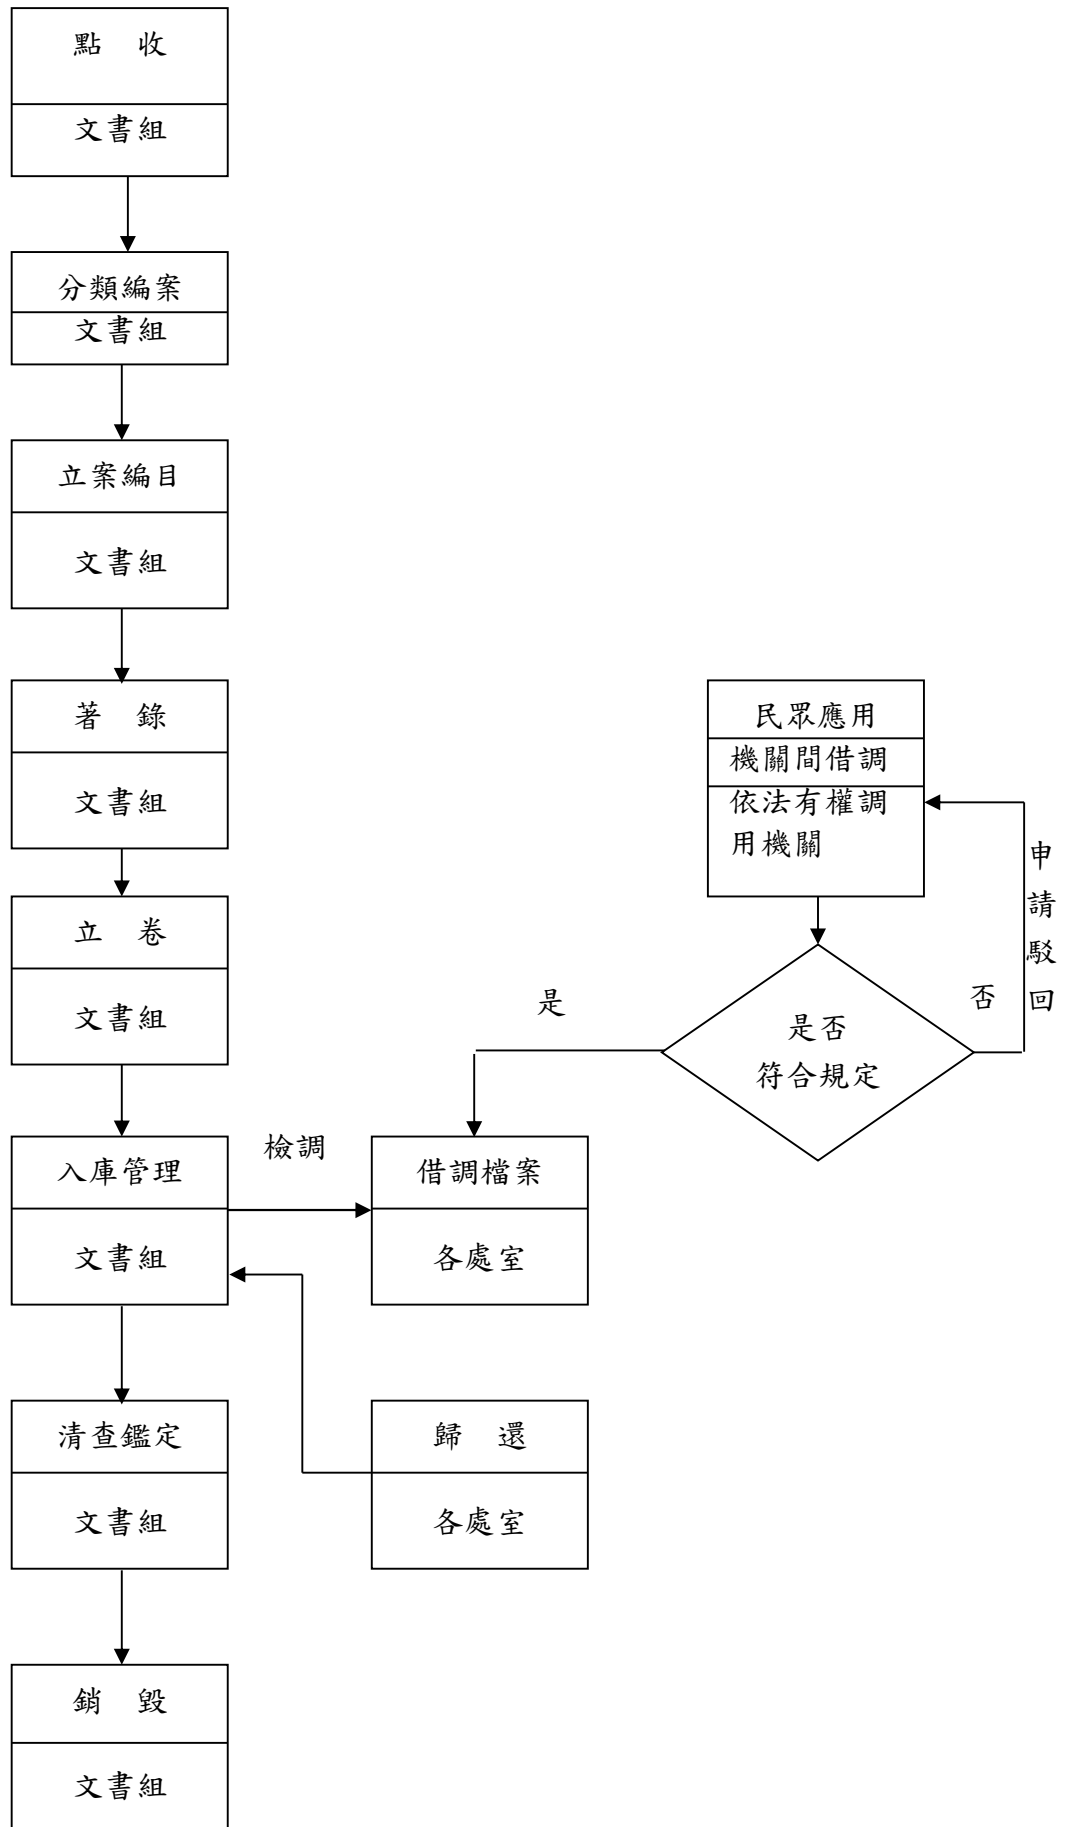 點　收
文書組
分類編案
文書組
立案編目
文書組
著　錄
文書組
立　卷
文書組
入庫管理
文書組
清查鑑定
文書組
銷　毀
文書組
檢調
借調檔案
各處室
歸　還
各處室
民眾應用
機關間借調
依法有權調
用機關
是否
符合規定
是
否
申請駁回